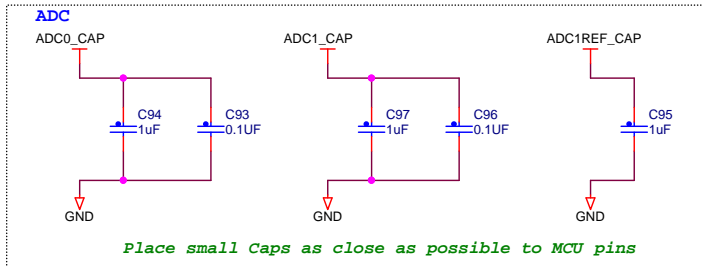 ADC
ADC0_CAP
ADC1_CAP
ADC1REF_CAP
C94
1uF
C93
0.1UF
C97
1uF
C96
0.1UF
C95
1uF
GND
GND
GND
Place small Caps as close as possible to MCU pins